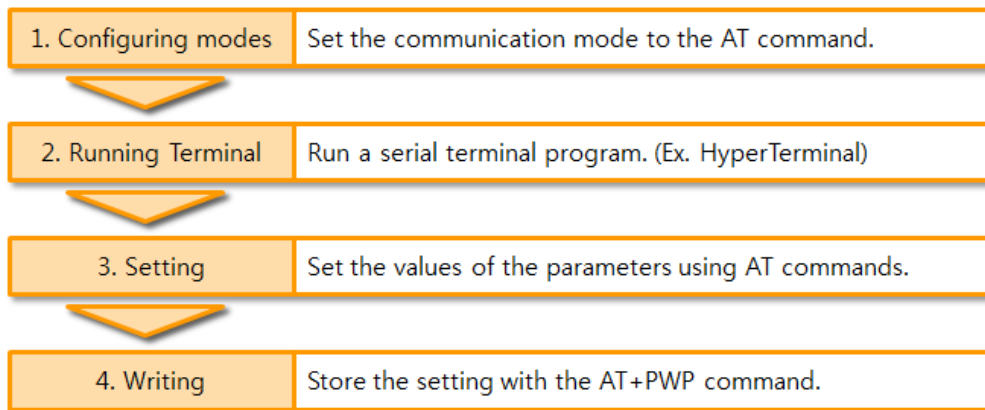 1. Configuring modes Set the communication mode to the AT command.
2. Running Terminal Run a serial terminal program. (Ex. HyperTerminal)
3. Setting Set the values of the parameters using AT commands.
4. Writing Store the setting with the AT+PWP command.